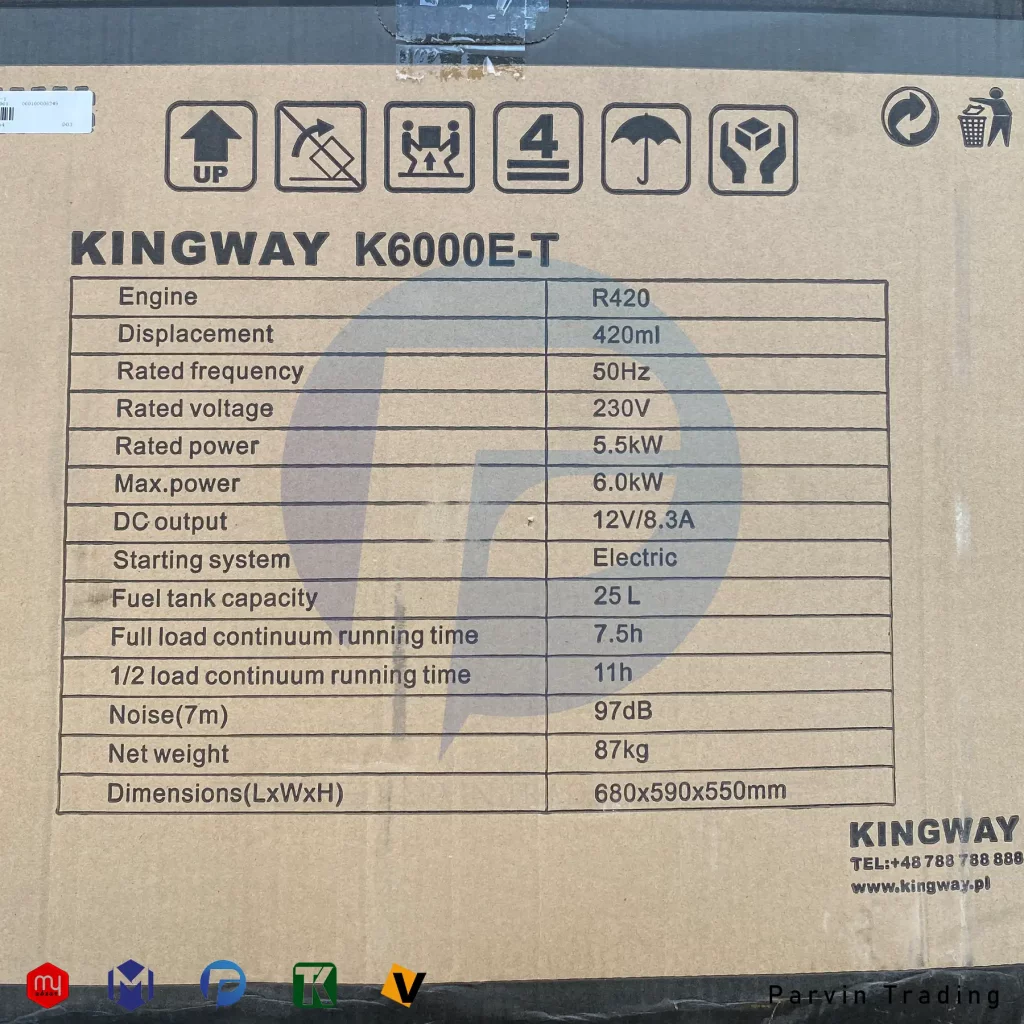 UP
4
KINGWAY K6000E-T
Engine R420
Displacement 420ml
Rated frequency 50Hz
Rated voltage 230V
Rated power 5.5kW
Max.power 6.0kW
DC output 12V/8.3A
Starting system Electric
Fuel tank capacity 25 L
Full load continuum running time 7.5h
1/2 load continuum running time 11h
Noise(7m) 97dB
Net weight 87kg
Dimensions(LxWxH) 680x590x550mm
KINGWAY
TEL:+48 788 788 888
www.kingway.pl
my
Parvin Trading